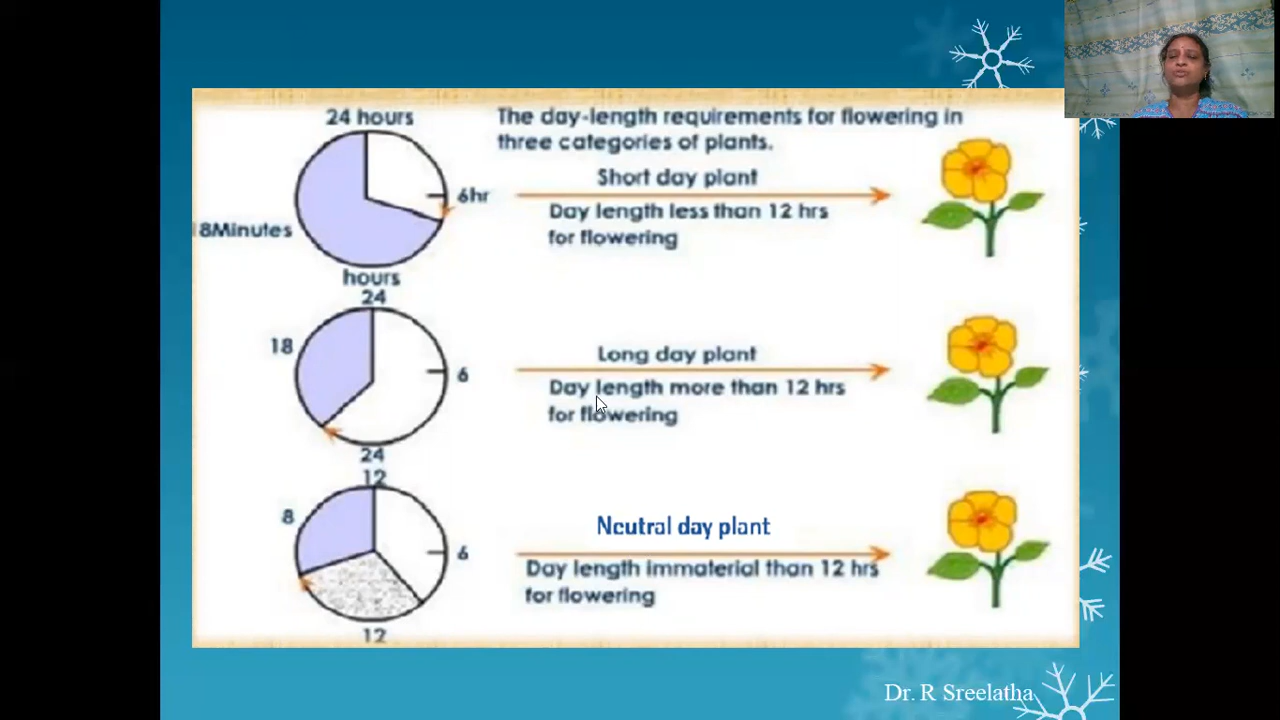 24 hours
The day-length requirements for flowering in
three categories of plants.
Short day plant
6hr
Day length less than 12 hrs
for flowering
8Minutes
hours
24
18
6
Long day plant
Day length more than 12 hrs
for flowering
24
12
8
6
Neutral day plant
Day length immaterial than 12 hrs
for flowering
12
Dr. R Sreelatha